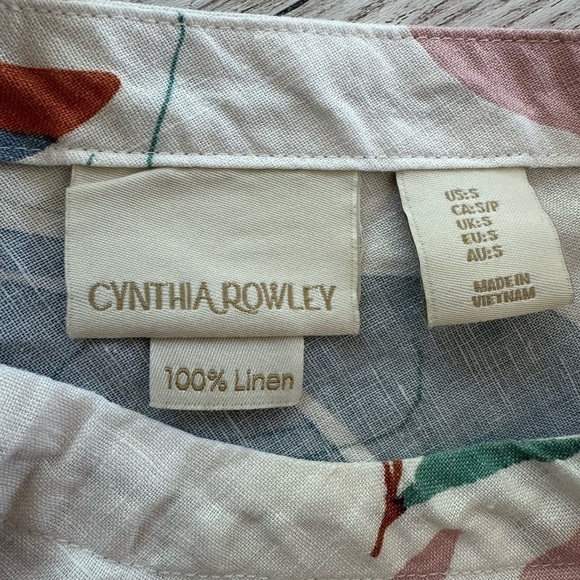 CYNTHIA ROWLEY
100% Linen
US:S
CA:S/P
UK:S
EU:S
AU:S
MADE IN
VIETNAM